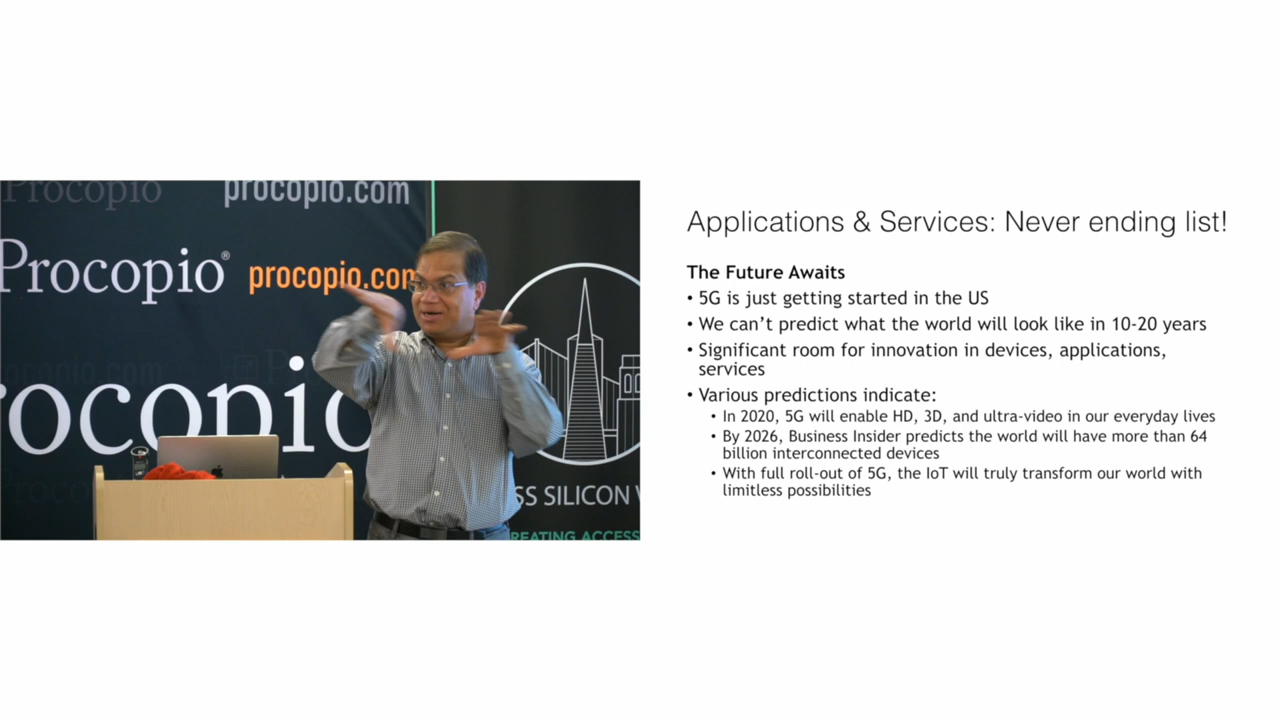 Procopio
procopio.com
Procopio®
procopio.com
rocopio
SS SILICON V
REATING ACCESS
Applications & Services: Never ending list!
The Future Awaits
• 5G is just getting started in the US
• We can’t predict what the world will look like in 10-20 years
• Significant room for innovation in devices, applications,
services
• Various predictions indicate:
• In 2020, 5G will enable HD, 3D, and ultra-video in our everyday lives
• By 2026, Business Insider predicts the world will have more than 64
billion interconnected devices
• With full roll-out of 5G, the IoT will truly transform our world with
limitless possibilities